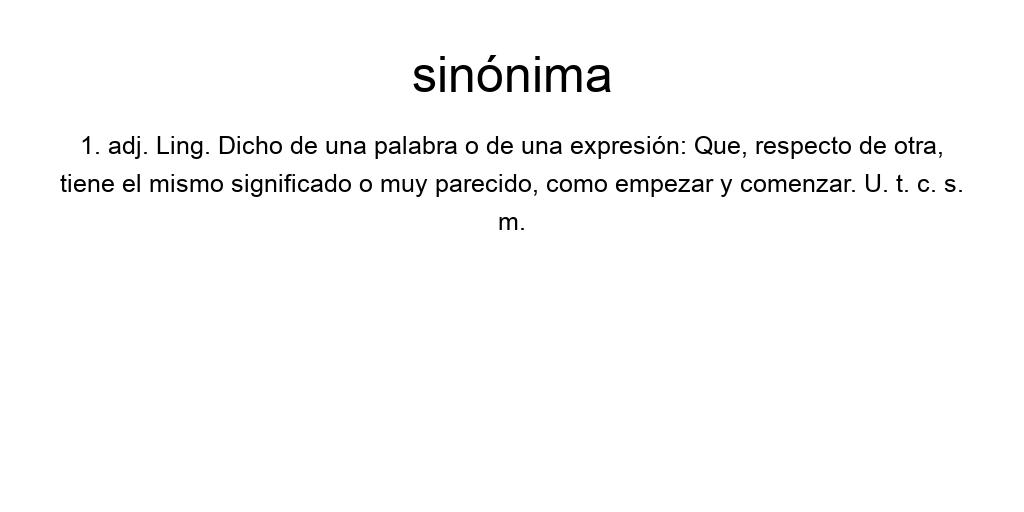 sinónima
1. adj. Ling. Dicho de una palabra o de una expresión: Que, respecto de otra,
tiene el mismo significado o muy parecido, como empezar y comenzar. U. t. c. s.
m.